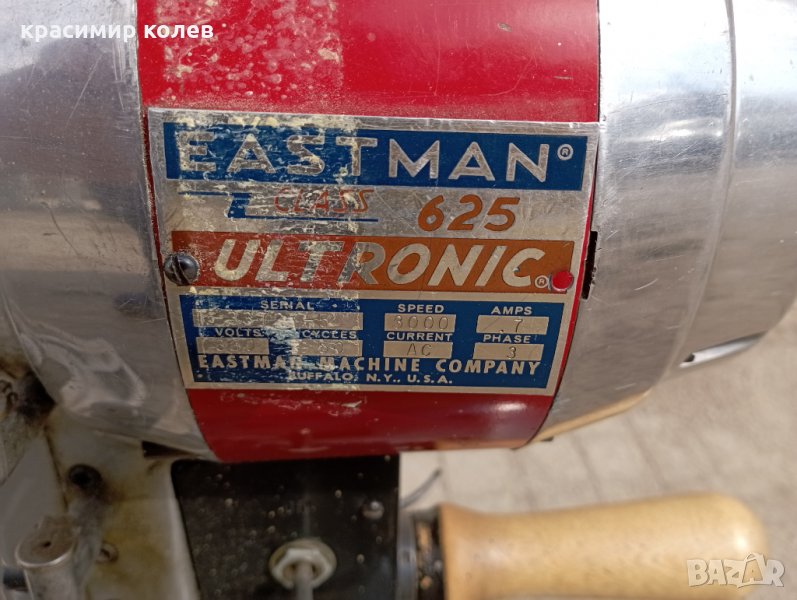 красимир колев
EASTMAN®
CLASS 625
ULTRONIC®
SERIAL SPEED AMPS
3000 .7
VOLTS CYCLES CURRENT PHASE
AC 3
EASTMAN MACHINE COMPANY
BUFFALO, N.Y., U.S.A.
BAZAR